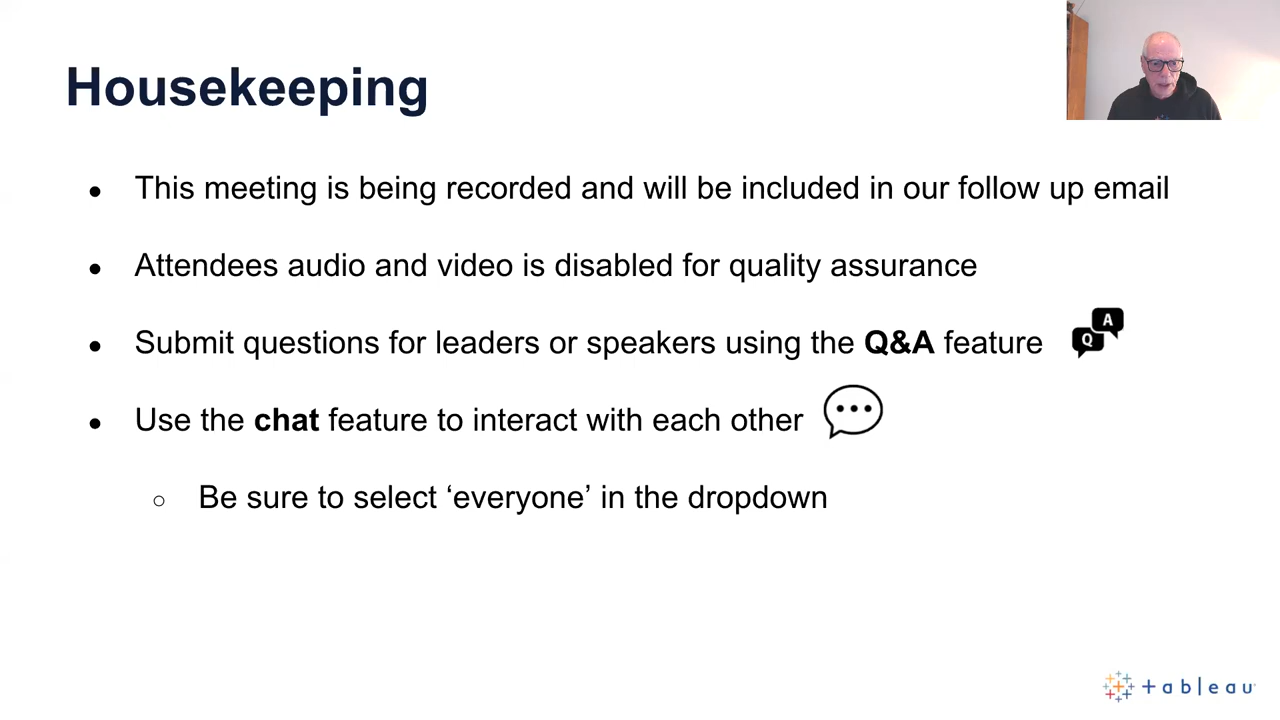 Housekeeping
● This meeting is being recorded and will be included in our follow up email
● Attendees audio and video is disabled for quality assurance
● Submit questions for leaders or speakers using the Q&A feature
Q A
● Use the chat feature to interact with each other
○ Be sure to select ‘everyone’ in the dropdown
+ableau